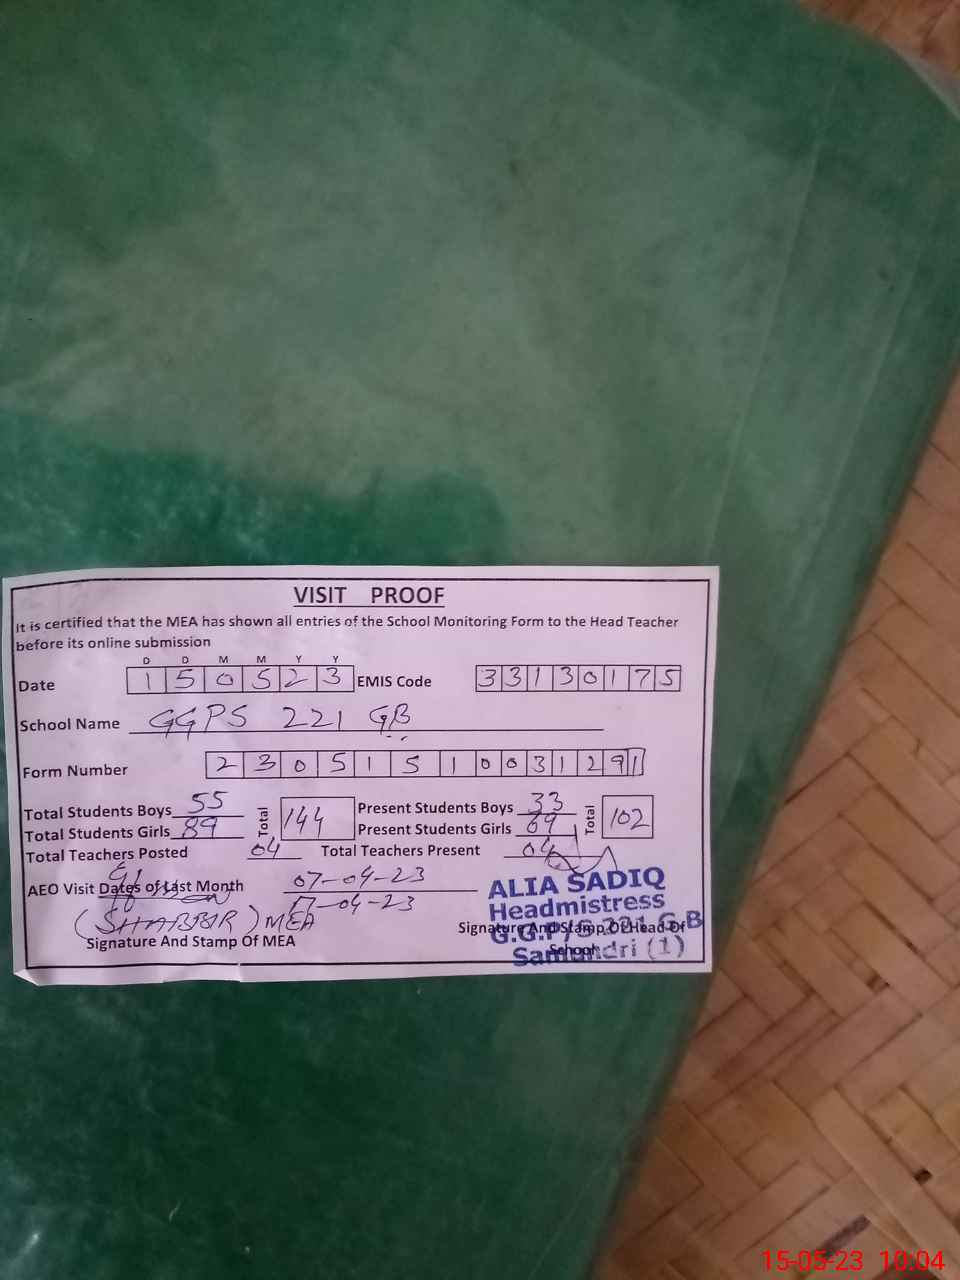 VISIT PROOF
It is certified that the MEA has shown all entries of the School Monitoring Form to the Head Teacher
before its online submission
D D M M Y Y
Date 1 5 0 5 2 3 EMIS Code 3 3 1 3 0 1 7 5
School Name GGPS 221 GB
Form Number 2 3 0 5 1 5 1 0 0 3 1 2 9 1
Total Students Boys 55 Total 144 Present Students Boys 33 Total 102
Total Students Girls 89 Present Students Girls 69
Total Teachers Posted 04 Total Teachers Present 04
AEO Visit Dates of Last Month 07-04-23
17-04-23
(SHABBIR) MEA
Signature And Stamp Of MEA
Signature And Stamp Of Head Of
School
ALIA SADIQ
Headmistress
G.G.P/S 221 G.B
Samundri (1)
15-05-23 10:04